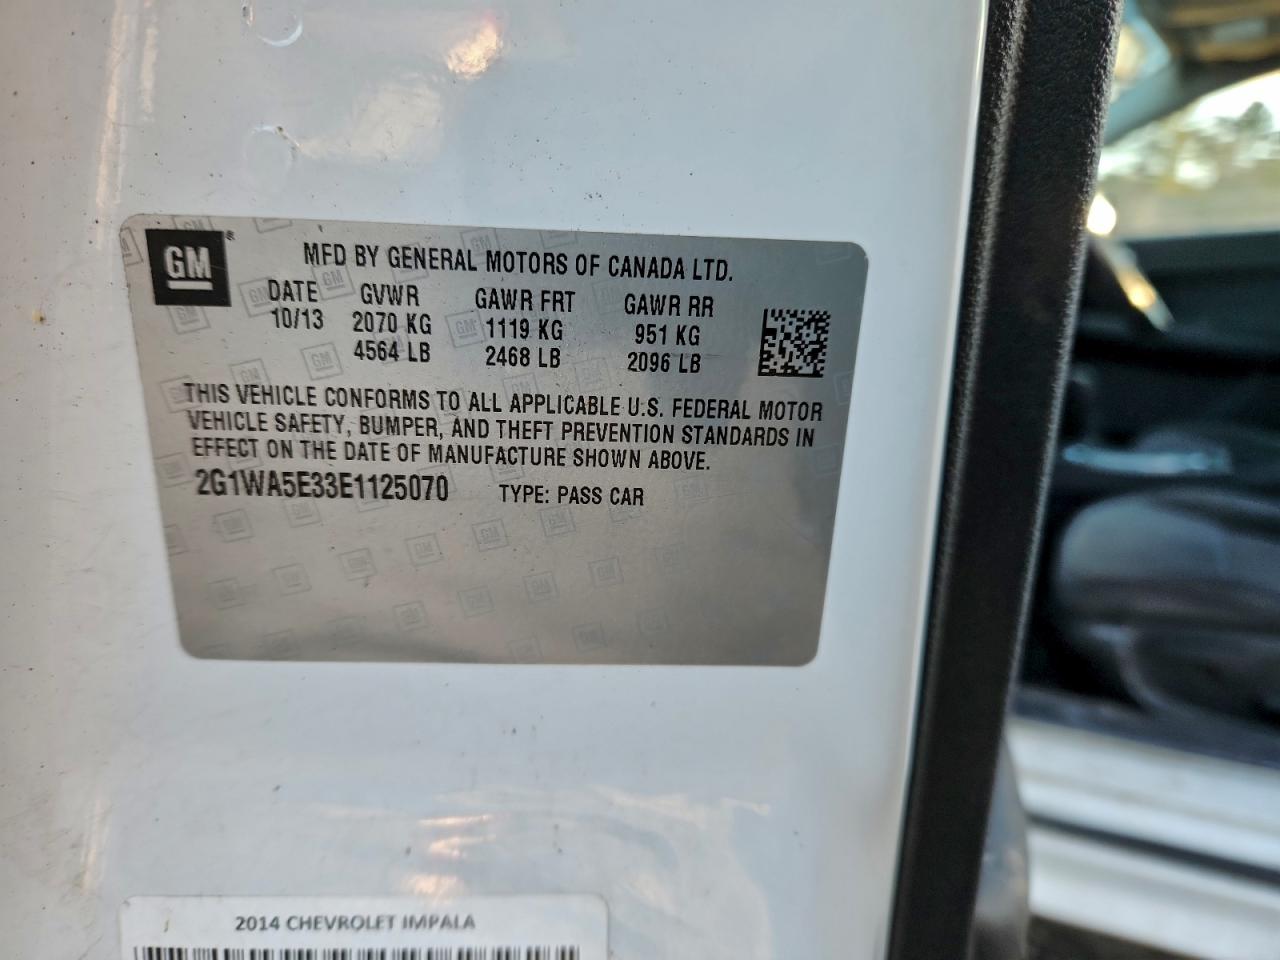 GM®
MFD BY GENERAL MOTORS OF CANADA LTD.
DATE GVWR GAWR FRT GAWR RR
10/13 2070 KG 1119 KG 951 KG
4564 LB 2468 LB 2096 LB
THIS VEHICLE CONFORMS TO ALL APPLICABLE U.S. FEDERAL MOTOR
VEHICLE SAFETY, BUMPER, AND THEFT PREVENTION STANDARDS IN
EFFECT ON THE DATE OF MANUFACTURE SHOWN ABOVE.
2G1WA5E33E1125070 TYPE: PASS CAR
2014 CHEVROLET IMPALA